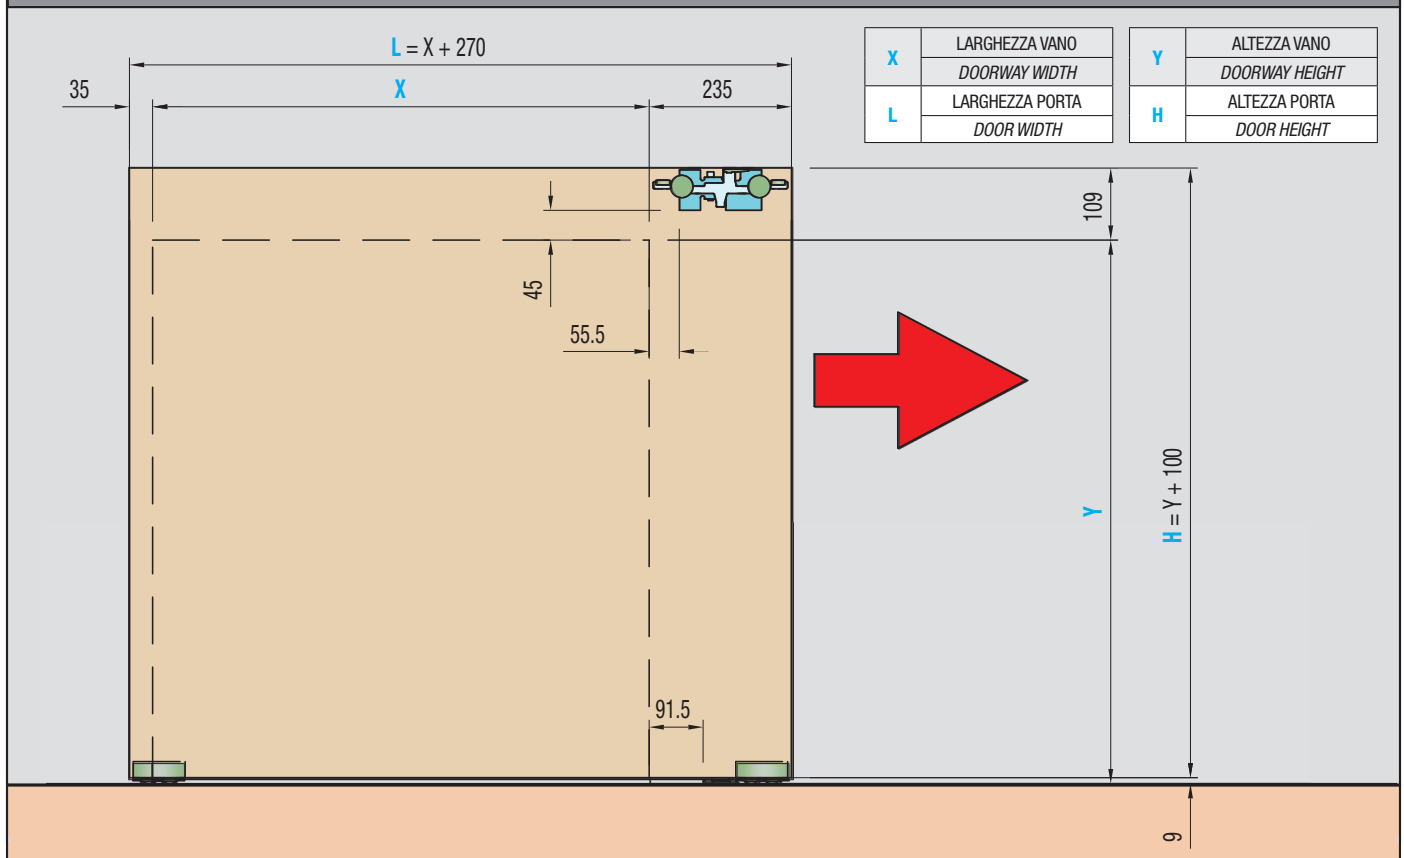 L = X + 270
35
X
235
X
LARGHEZZA VANO
DOORWAY WIDTH
L
LARGHEZZA PORTA
DOOR WIDTH
Y
ALTEZZA VANO
DOORWAY HEIGHT
H
ALTEZZA PORTA
DOOR HEIGHT
109
45
55.5
Y
H = Y + 100
91.5
9